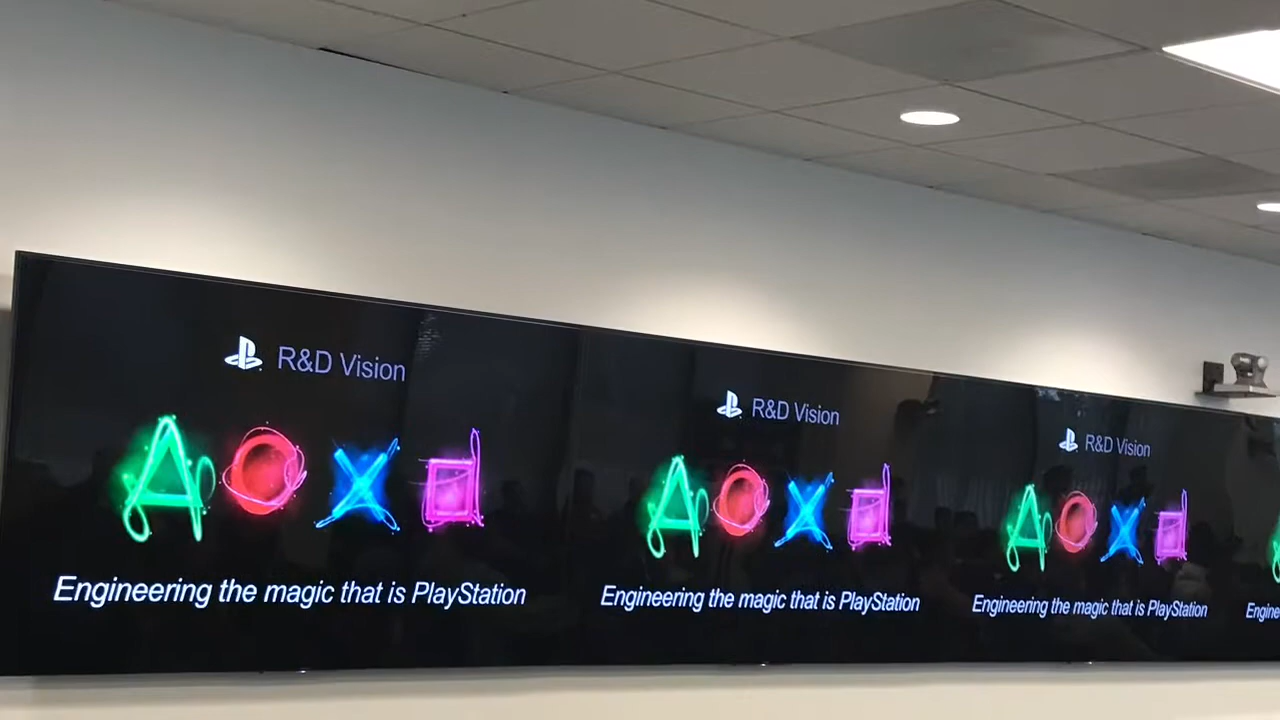 R&D Vision
Engineering the magic that is PlayStation
R&D Vision
Engineering the magic that is PlayStation
R&D Vision
Engineering the magic that is PlayStation
Engine